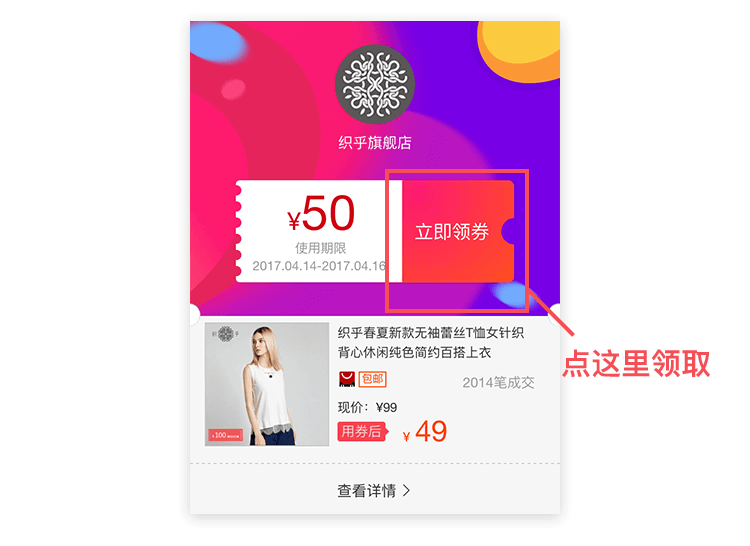 织乎旗舰店
¥50
使用期限
2017.04.14-2017.04.16
立即领券
点这里领取
织乎春夏新款无袖蕾丝T恤女针织
背心休闲纯色简约百搭上衣
包邮
2014笔成交
现价：¥99
用券后 ¥ 49
查看详情